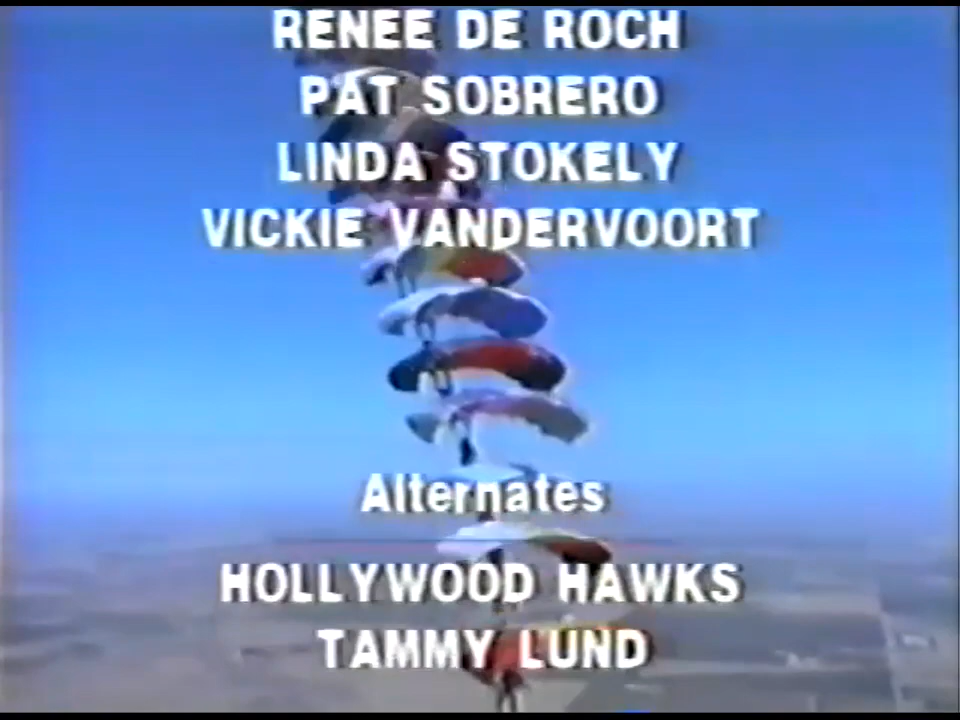 RENEE DE ROCH
PAT SOBRERO
LINDA STOKELY
VICKIE VANDERVOORT
Alternates
HOLLYWOOD HAWKS
TAMMY LUND